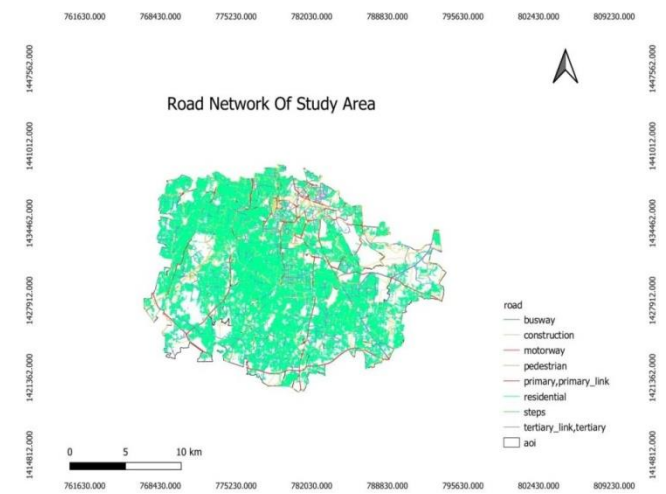 761630.000 768430.000 775230.000 782030.000 788830.000 795630.000 802430.000 809230.000
1447562.000 1447562.000
Road Network Of Study Area
1441012.000 1441012.000
1434462.000 1434462.000
1427912.000 1427912.000
road
busway
construction
motorway
pedestrian
primary,primary_link
residential
steps
tertiary_link,tertiary
aoi
1421362.000 1421362.000
0 5 10 km
1414812.000 1414812.000
761630.000 768430.000 775230.000 782030.000 788830.000 795630.000 802430.000 809230.000